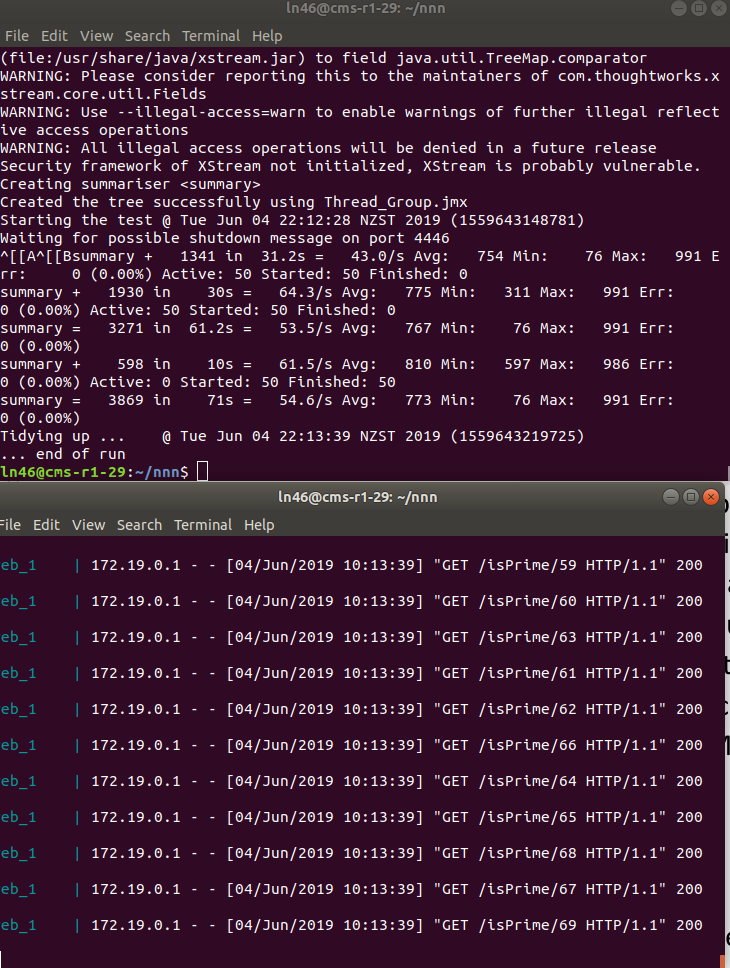 ln46@cms-r1-29: ~/nnn
File Edit View Search Terminal Help
(file:/usr/share/java/xstream.jar) to field java.util.TreeMap.comparator
WARNING: Please consider reporting this to the maintainers of com.thoughtworks.x
stream.core.util.Fields
WARNING: Use --illegal-access=warn to enable warnings of further illegal reflect
ive access operations
WARNING: All illegal access operations will be denied in a future release
Security framework of XStream not initialized, XStream is probably vulnerable.
Creating summariser <summary>
Created the tree successfully using Thread_Group.jmx
Starting the test @ Tue Jun 04 22:12:28 NZST 2019 (1559643148781)
Waiting for possible shutdown message on port 4446
^[[A^[[Bsummary +   1341 in  31.2s =   43.0/s Avg:   754 Min:    76 Max:   991 E
rr:     0 (0.00%) Active: 50 Started: 50 Finished: 0
summary +   1930 in    30s =   64.3/s Avg:   775 Min:   311 Max:   991 Err:
0 (0.00%) Active: 50 Started: 50 Finished: 0
summary =   3271 in  61.2s =   53.5/s Avg:   767 Min:    76 Max:   991 Err:
0 (0.00%)
summary +    598 in    10s =   61.5/s Avg:   810 Min:   597 Max:   986 Err:
0 (0.00%) Active: 0 Started: 50 Finished: 50
summary =   3869 in    71s =   54.6/s Avg:   773 Min:    76 Max:   991 Err:
0 (0.00%)
Tidying up ...    @ Tue Jun 04 22:13:39 NZST 2019 (1559643219725)
... end of run
ln46@cms-r1-29:~/nnn$
ln46@cms-r1-29: ~/nnn
File Edit View Search Terminal Help
eb_1    | 172.19.0.1 - - [04/Jun/2019 10:13:39] "GET /isPrime/59 HTTP/1.1" 200
eb_1    | 172.19.0.1 - - [04/Jun/2019 10:13:39] "GET /isPrime/60 HTTP/1.1" 200
eb_1    | 172.19.0.1 - - [04/Jun/2019 10:13:39] "GET /isPrime/63 HTTP/1.1" 200
eb_1    | 172.19.0.1 - - [04/Jun/2019 10:13:39] "GET /isPrime/61 HTTP/1.1" 200
eb_1    | 172.19.0.1 - - [04/Jun/2019 10:13:39] "GET /isPrime/62 HTTP/1.1" 200
eb_1    | 172.19.0.1 - - [04/Jun/2019 10:13:39] "GET /isPrime/66 HTTP/1.1" 200
eb_1    | 172.19.0.1 - - [04/Jun/2019 10:13:39] "GET /isPrime/64 HTTP/1.1" 200
eb_1    | 172.19.0.1 - - [04/Jun/2019 10:13:39] "GET /isPrime/65 HTTP/1.1" 200
eb_1    | 172.19.0.1 - - [04/Jun/2019 10:13:39] "GET /isPrime/68 HTTP/1.1" 200
eb_1    | 172.19.0.1 - - [04/Jun/2019 10:13:39] "GET /isPrime/67 HTTP/1.1" 200
eb_1    | 172.19.0.1 - - [04/Jun/2019 10:13:39] "GET /isPrime/69 HTTP/1.1" 200